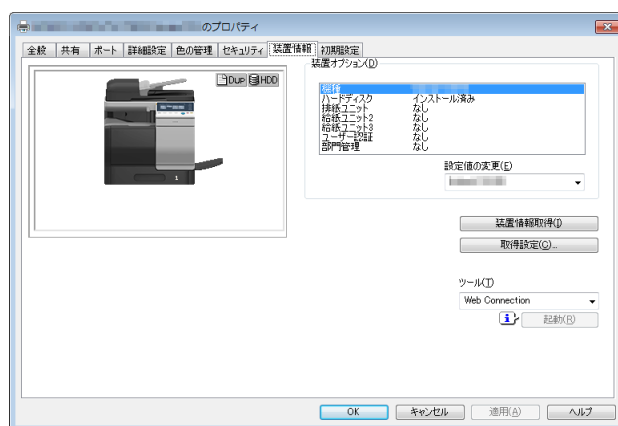 のプロパティ
全般 共有 ポート 詳細設定 色の管理 セキュリティ 装置情報 初期設定
装置オプション(D)
Dup HDD
機種
ハードディスク インストール済み
排紙ユニット なし
給紙ユニット2 なし
給紙ユニット3 なし
ユーザー認証 なし
部門管理 なし
設定値の変更(E)
装置情報取得(I)
取得設定(G)...
ツール(T)
Web Connection
起動(R)
OK キャンセル 適用(A) ヘルプ